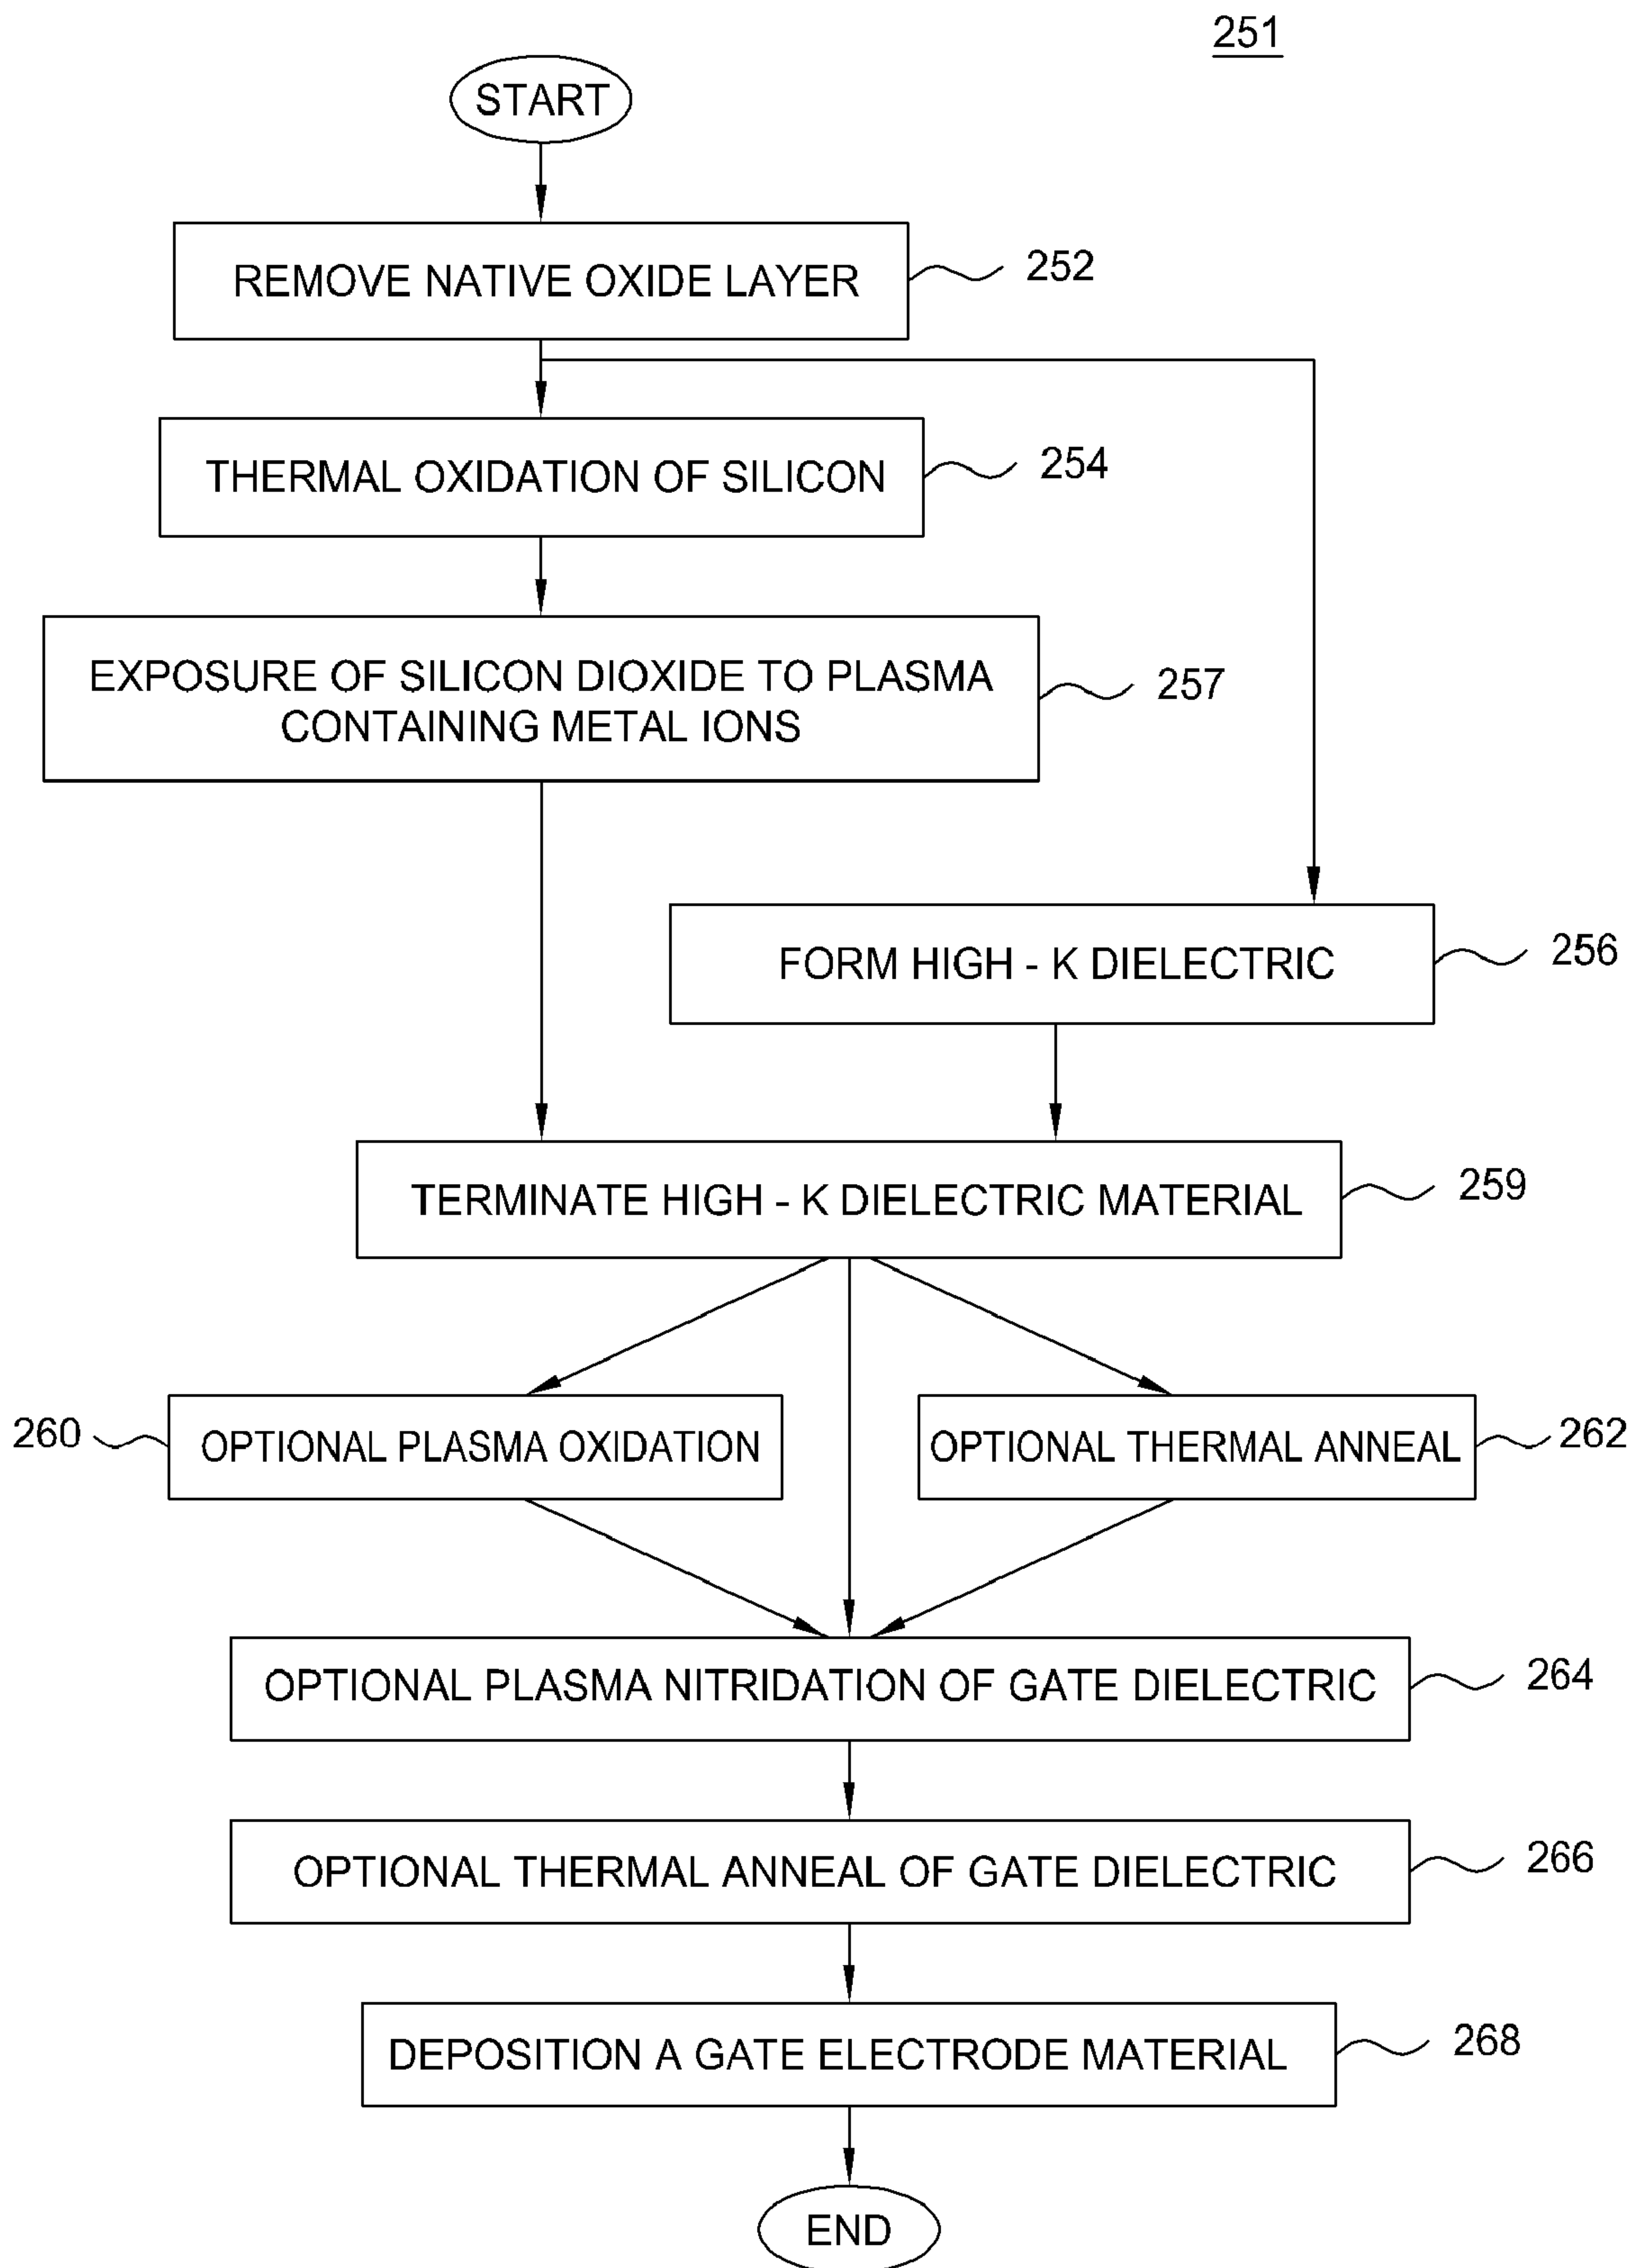 251
START
REMOVE NATIVE OXIDE LAYER
252
THERMAL OXIDATION OF SILICON
254
EXPOSURE OF SILICON DIOXIDE TO PLASMA
CONTAINING METAL IONS
257
FORM HIGH - K DIELECTRIC
256
TERMINATE HIGH - K DIELECTRIC MATERIAL
259
260
OPTIONAL PLASMA OXIDATION
OPTIONAL THERMAL ANNEAL
262
OPTIONAL PLASMA NITRIDATION OF GATE DIELECTRIC
264
OPTIONAL THERMAL ANNEAL OF GATE DIELECTRIC
266
DEPOSITION A GATE ELECTRODE MATERIAL
268
END